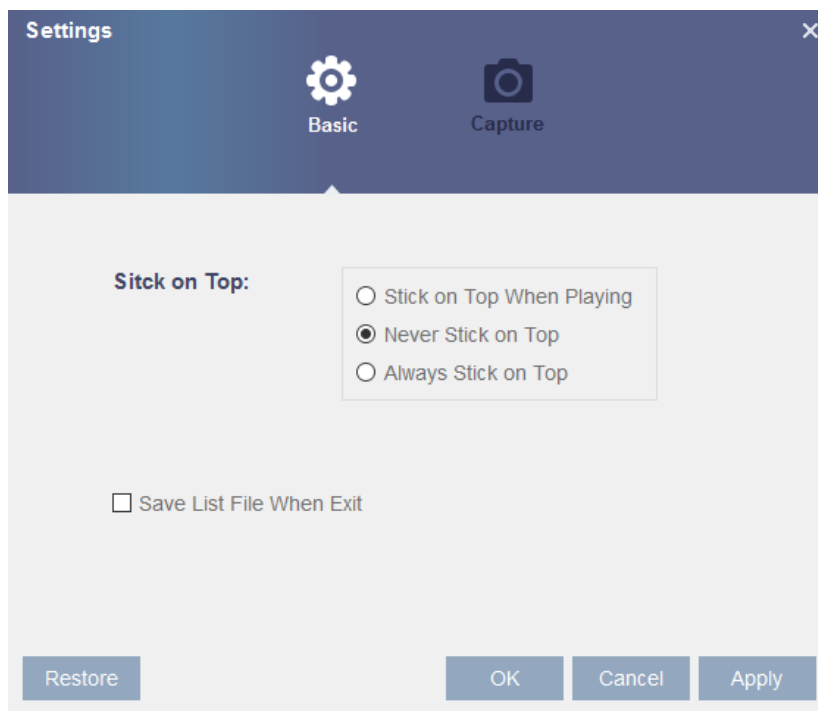 Settings
Basic Capture
Sitck on Top:
Stick on Top When Playing
Never Stick on Top
Always Stick on Top
Save List File When Exit
Restore OK Cancel Apply